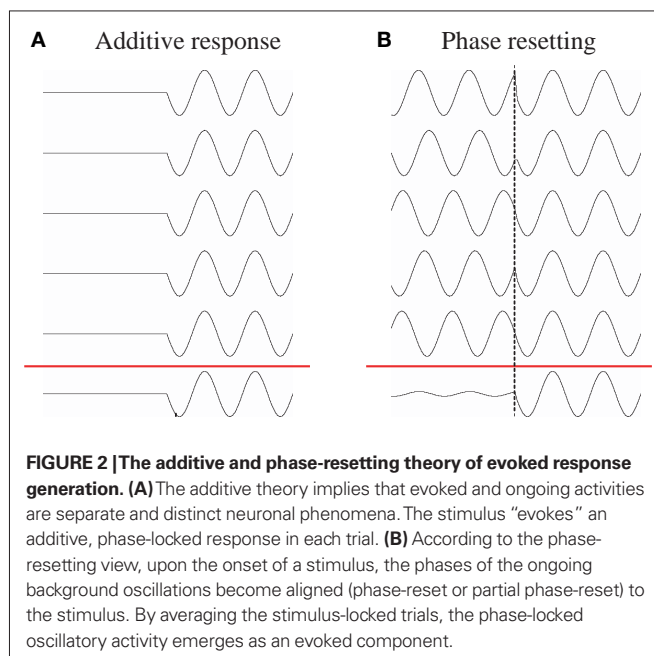 A Additive response
B Phase resetting
FIGURE 2 | The additive and phase-resetting theory of evoked response
generation. (A) The additive theory implies that evoked and ongoing activities
are separate and distinct neuronal phenomena. The stimulus “evokes” an
additive, phase-locked response in each trial. (B) According to the phase-
resetting view, upon the onset of a stimulus, the phases of the ongoing
background oscillations become aligned (phase-reset or partial phase-reset) to
the stimulus. By averaging the stimulus-locked trials, the phase-locked
oscillatory activity emerges as an evoked component.